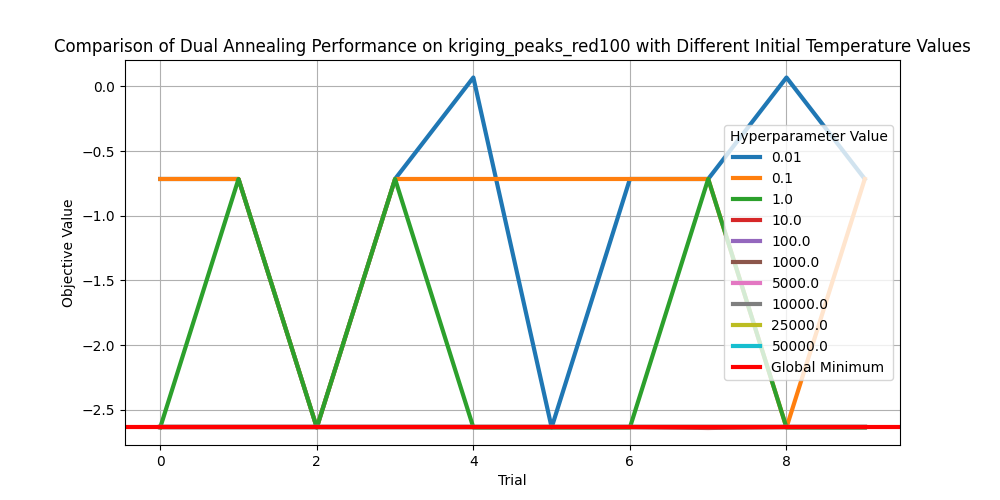 Comparison of Dual Annealing Performance on kriging_peaks_red100 with Different Initial Temperature Values
Objective Value
0.0
−0.5
−1.0
−1.5
−2.0
−2.5
0 2 4 6 8
Trial
Hyperparameter Value
0.01
0.1
1.0
10.0
100.0
1000.0
5000.0
10000.0
25000.0
50000.0
Global Minimum